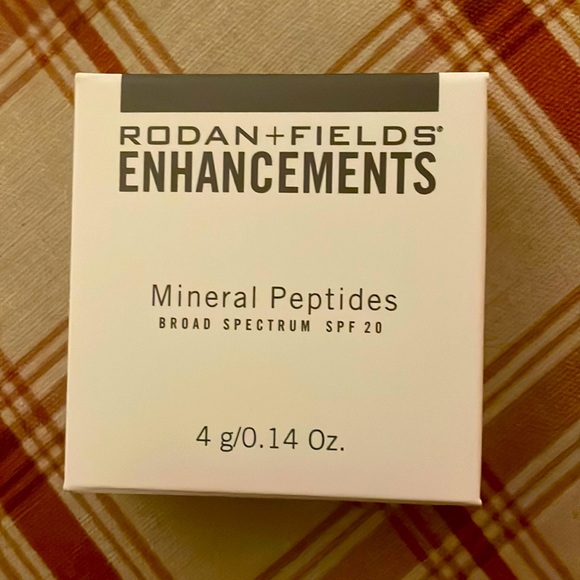 RODAN+FIELDS®
ENHANCEMENTS
Mineral Peptides
BROAD SPECTRUM SPF 20
4 g/0.14 Oz.